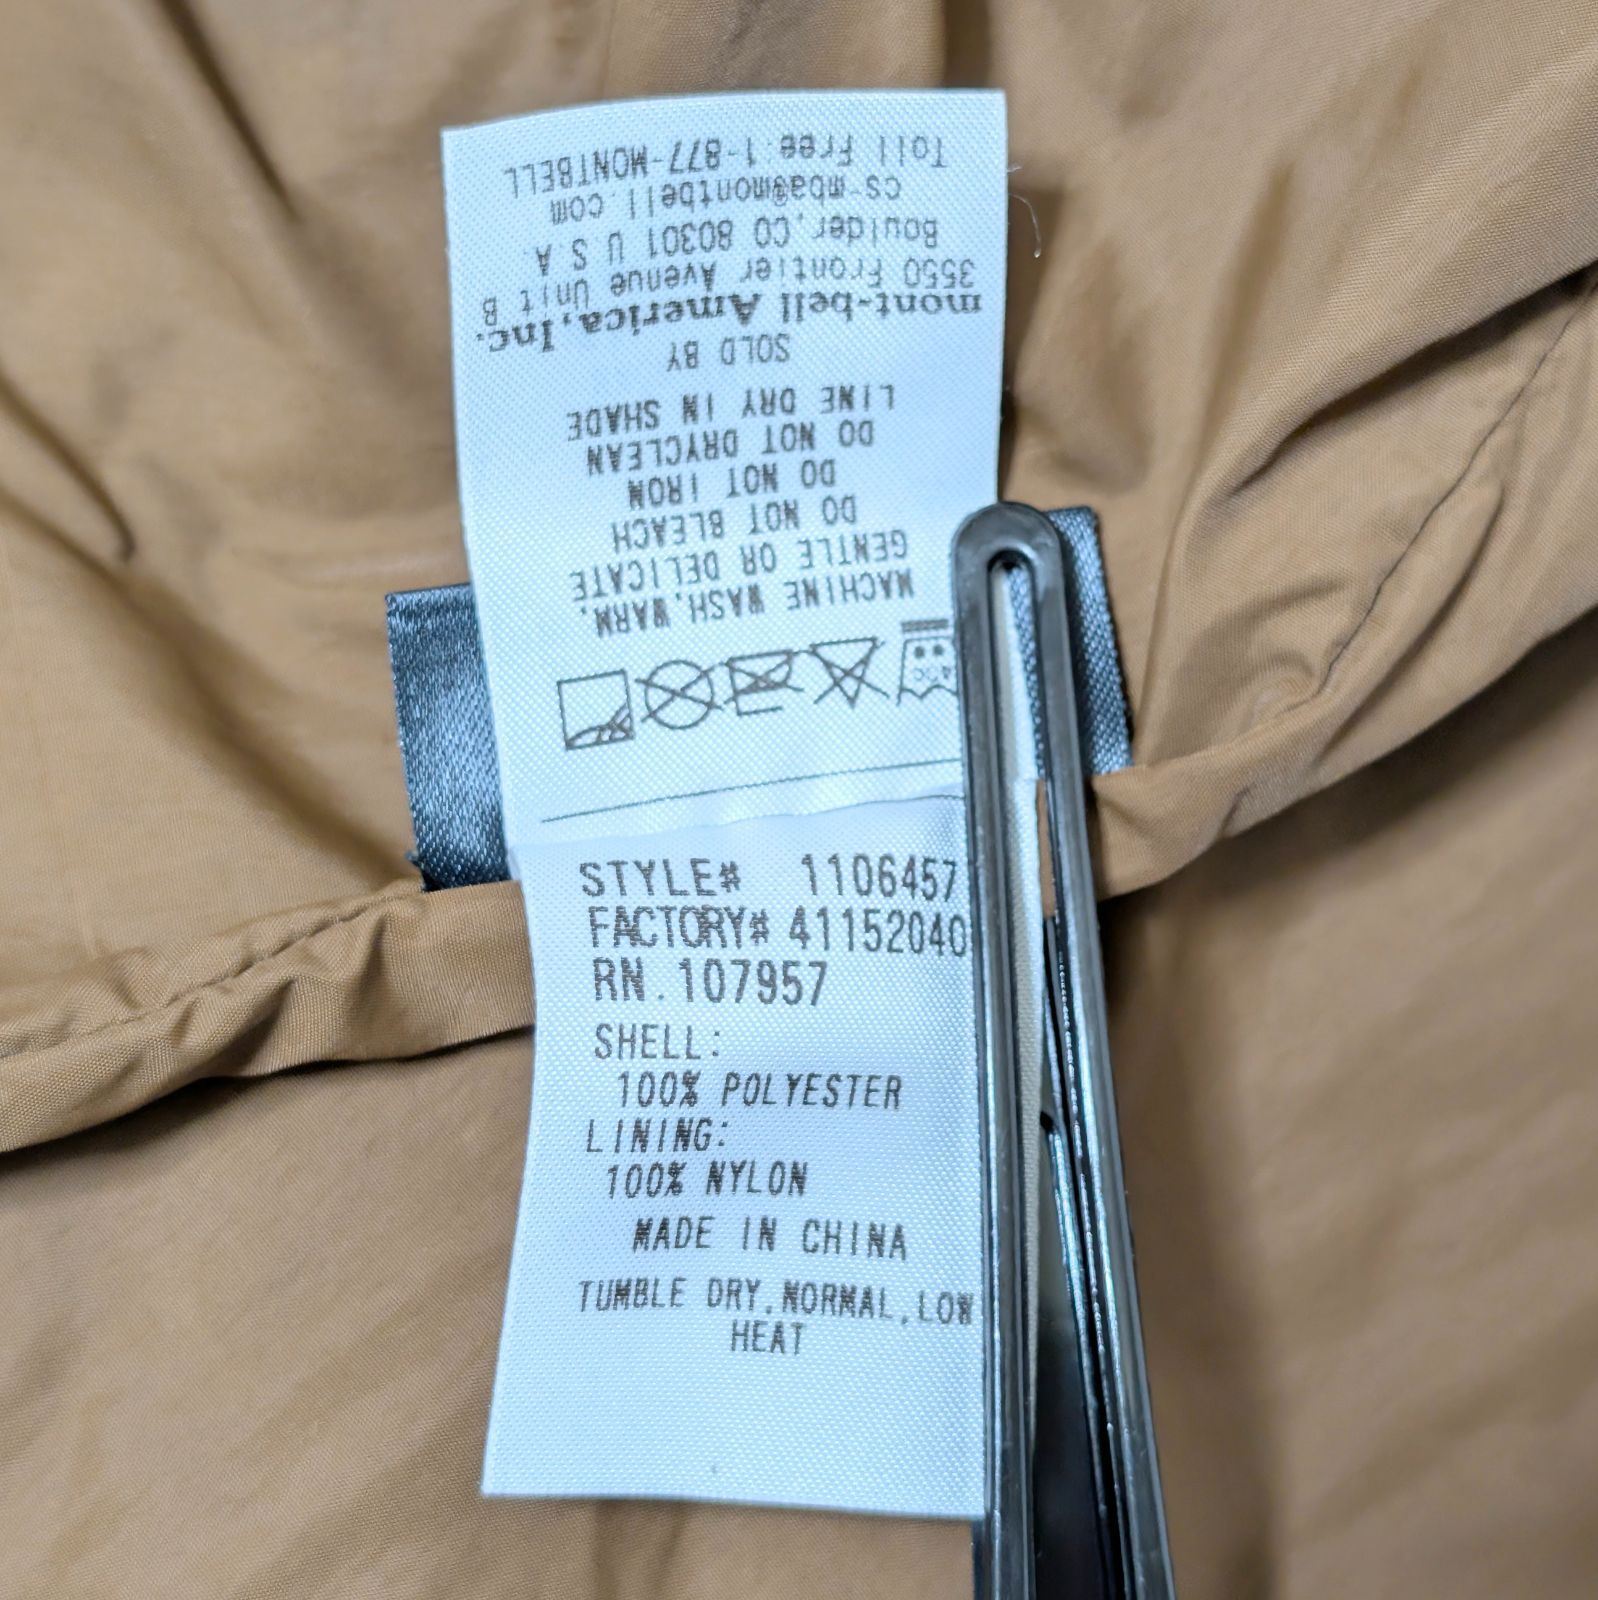 STYLE# 1106457
FACTORY# 41152040
RN. 107957
SHELL:
100% POLYESTER
LINING:
100% NYLON
MADE IN CHINA
TUMBLE DRY, NORMAL, LOW
HEAT
40C
MACHINE WASH, WARM,
GENTLE OR DELICATE
DO NOT BLEACH
DO NOT IRON
DO NOT DRYCLEAN
LINE DRY IN SHADE
SOLD BY
mont-bell America, Inc.
3550 Frontier Avenue Unit B
Boulder, CO 80301 U S A.
cs-mba@montbell com
Toll Free:1-877-MONTBELL